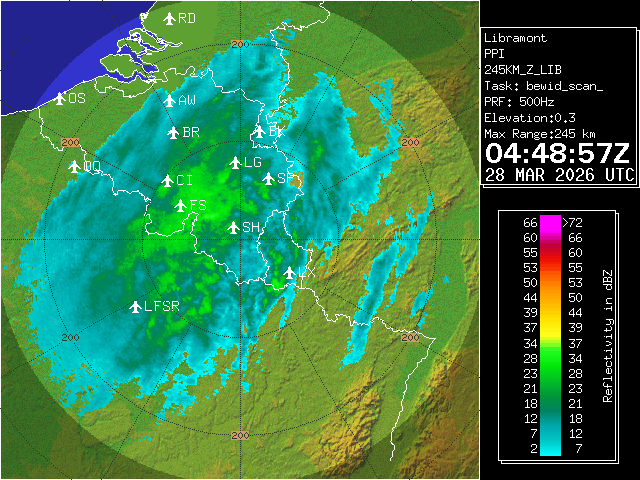 RD
200
OS
AW
BR
200
LG
QQ
200
CI
FS
SH
LX
LFSR
200
200
200
Libramont
PPI
245KM_Z_LIB
Task: bewid_scan_
PRF: 500Hz
Elevation:0.3
Max Range:245 km
04:48:57Z
28 MAR 2026 UTC
66 >72
60 66
55 60
53 55
50 53
44 50
39 44
37 39
34 37
28 34
23 28
21 23
18 21
12 18
7 12
2 7
Reflectivity in dBZ